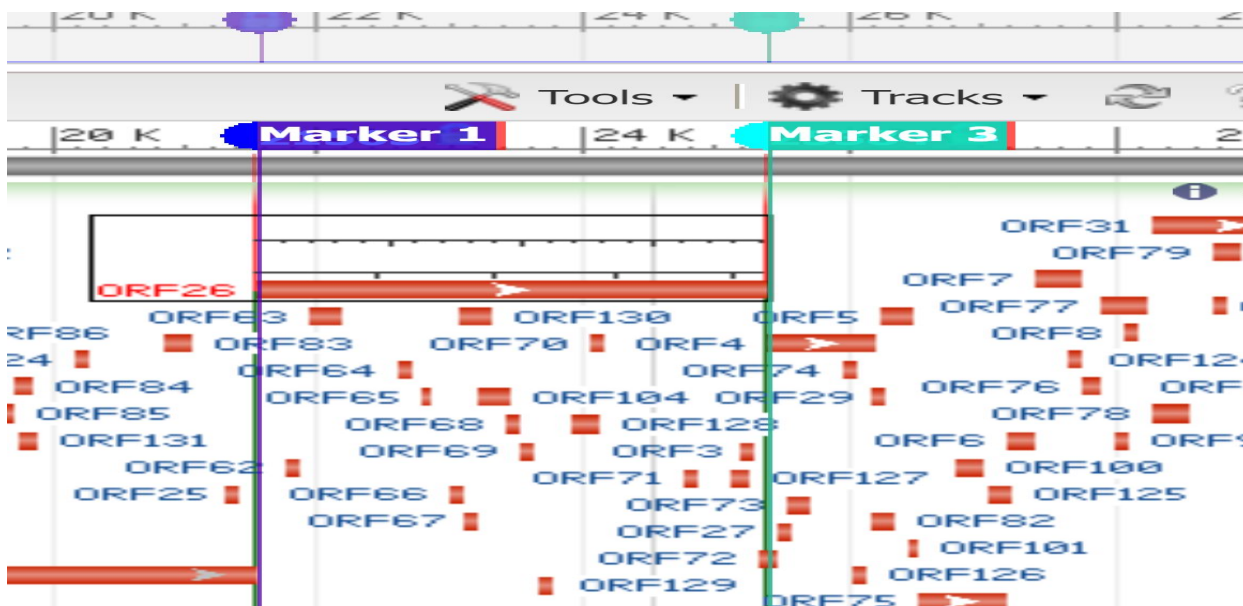 20 K 22 K 24 K 26 K
Tools Tracks
20 K Marker 1 24 K Marker 3
ORF31
ORF79
ORF26 ORF7
ORF63 ORF130 ORF5 ORF77
ORF83 ORF70 ORF4 ORF8
ORF64 ORF74
ORF84 ORF65 ORF104 ORF29 ORF76
ORF85 ORF68 ORF128 ORF78
ORF131 ORF69 ORF3 ORF6
ORF62 ORF71 ORF127 ORF100
ORF25 ORF66 ORF73 ORF125
ORF67 ORF27 ORF82
ORF72 ORF101
ORF129 ORF126
ORF75